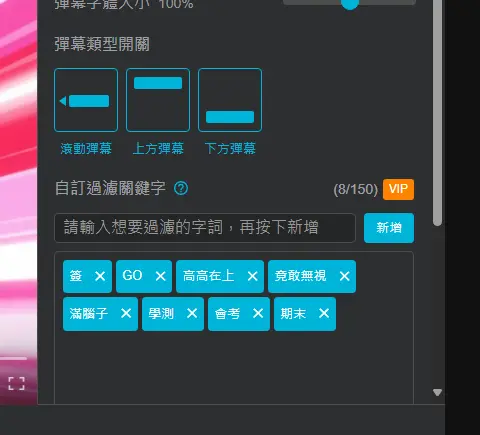 彈幕字體大小 100%
彈幕類型開關
滾動彈幕 上方彈幕 下方彈幕
自訂過濾關鍵字 ? (8/150) VIP
請輸入想要過濾的字詞，再按下新增 新增
簽 × GO × 高高在上 × 竟敢無視 ×
滿腦子 × 學測 × 會考 × 期末 ×